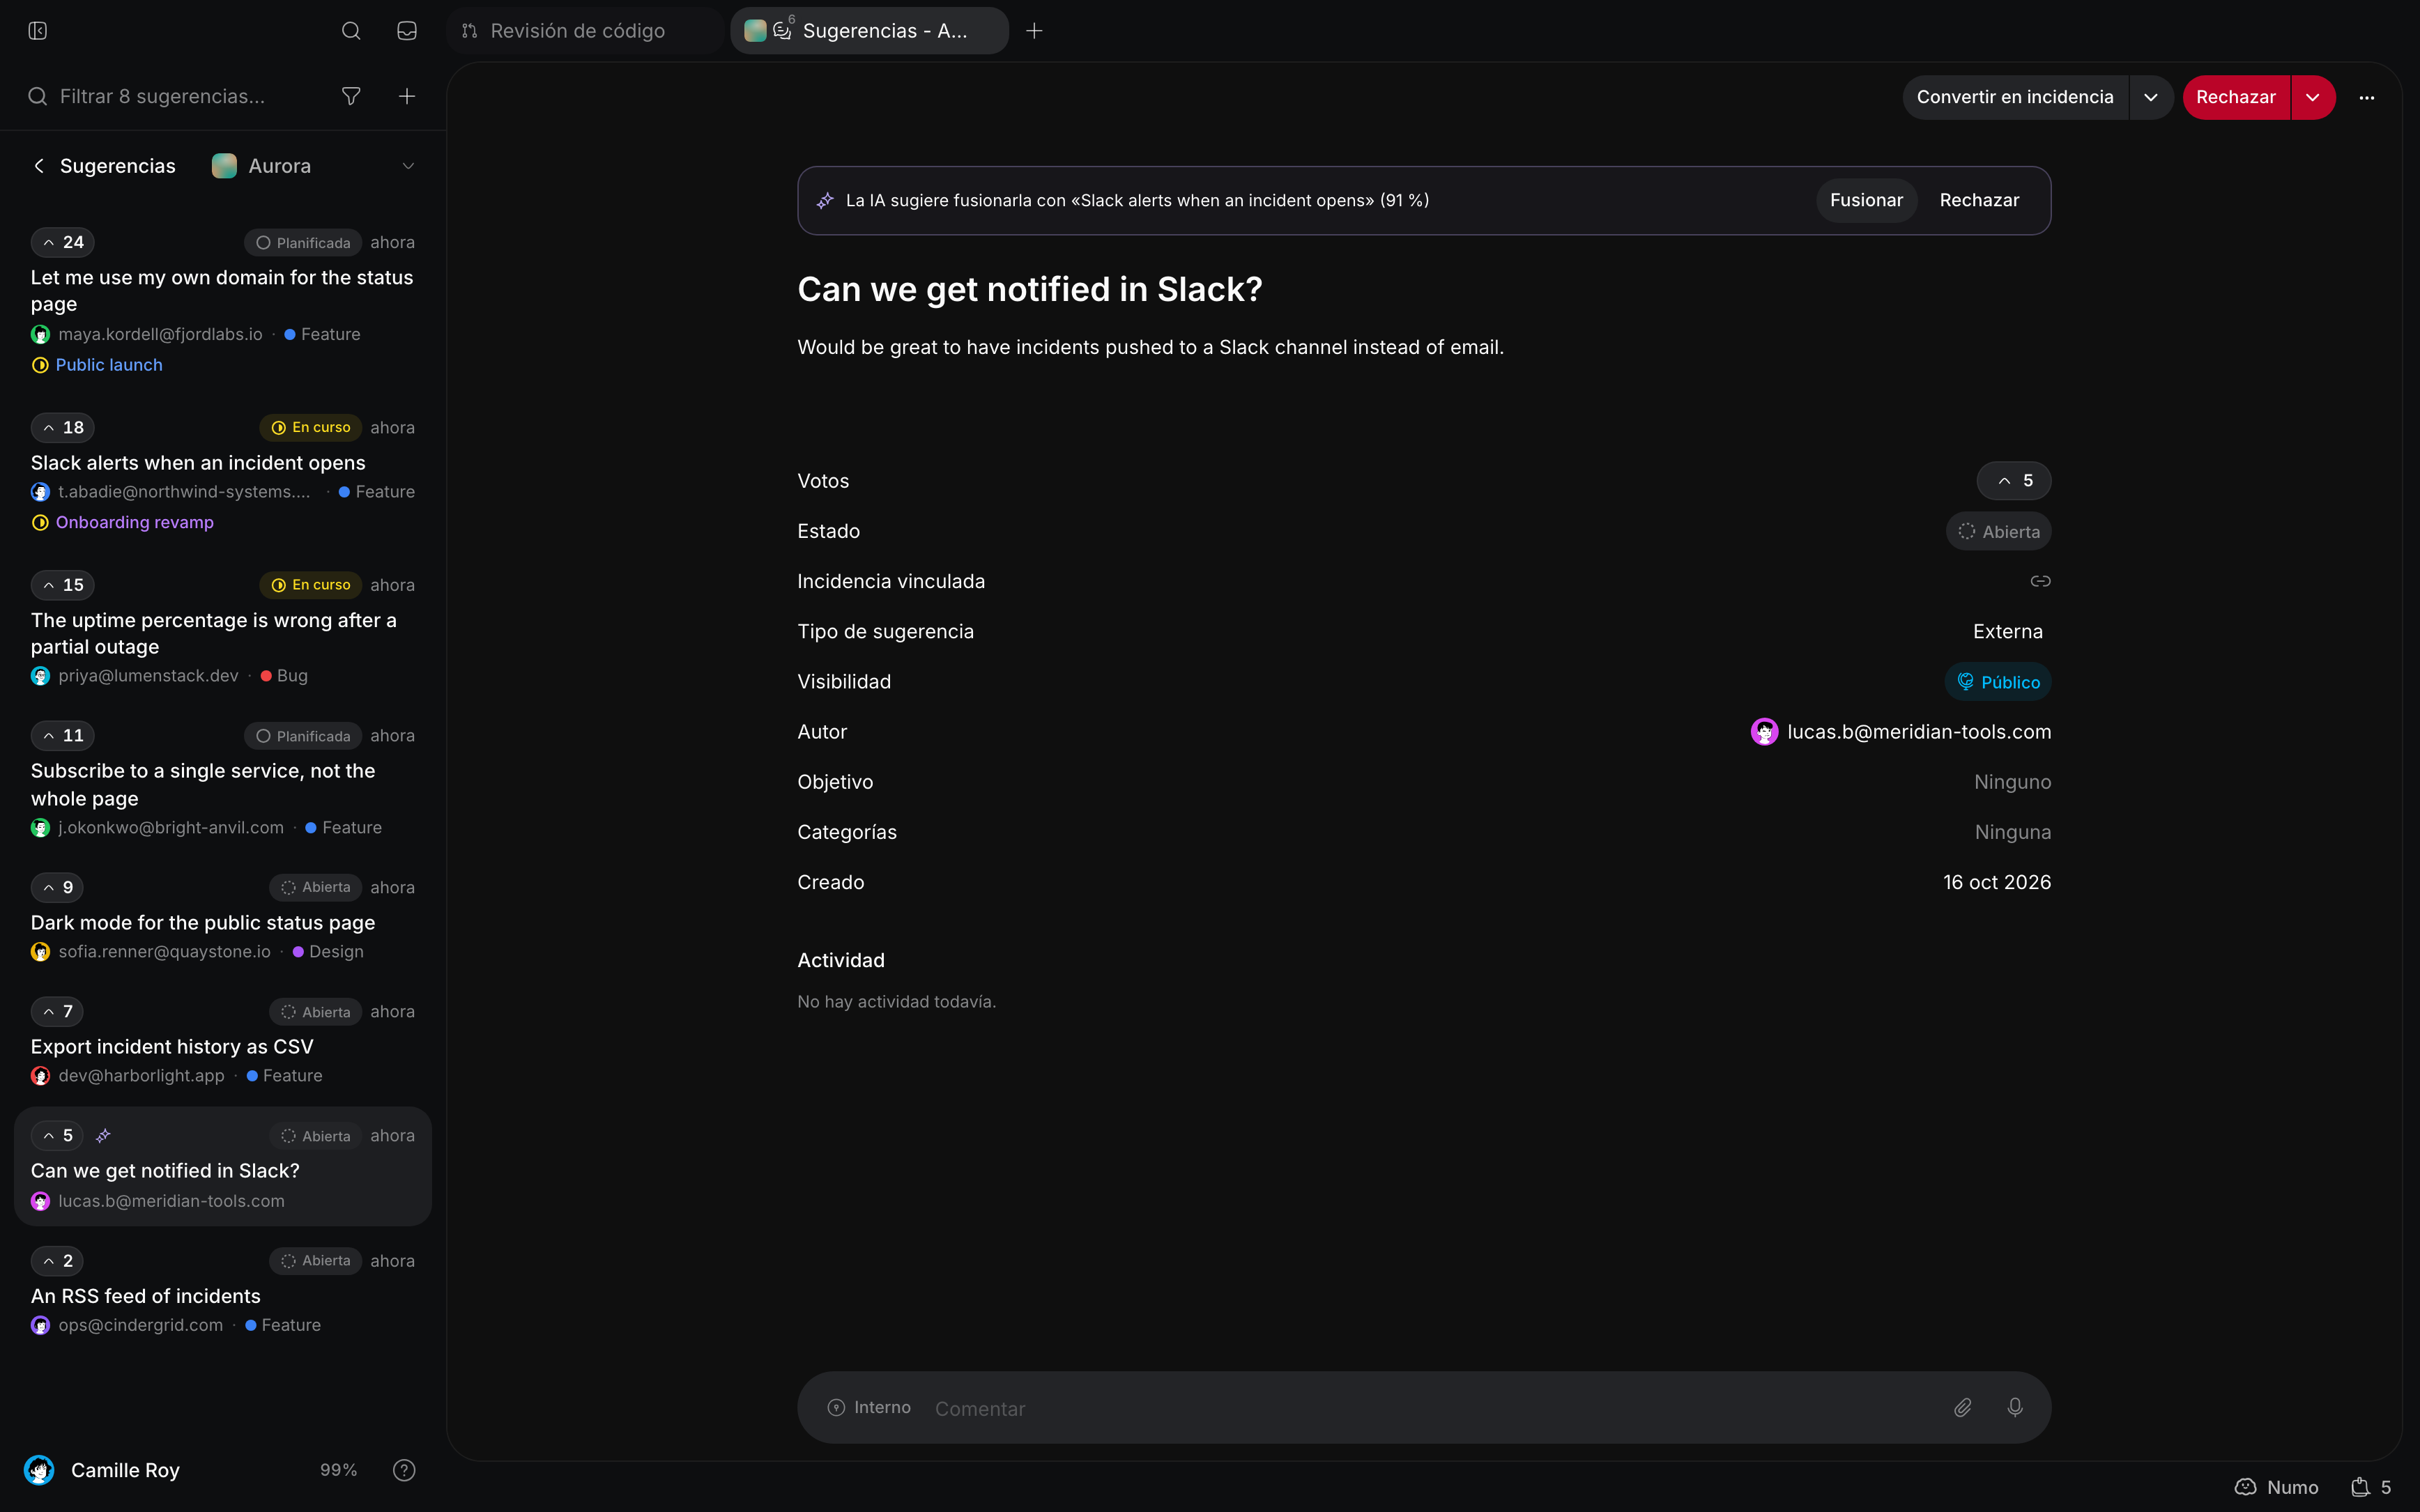 Revisión de código
6
Sugerencias - A...
Filtrar 8 sugerencias...
Convertir en incidencia
Rechazar
Sugerencias
Aurora
24
Planificada
ahora
Let me use my own domain for the status
page
maya.kordell@fjordlabs.io · Feature
Public launch
18
En curso
ahora
Slack alerts when an incident opens
t.abadie@northwind-systems.... · Feature
Onboarding revamp
15
En curso
ahora
The uptime percentage is wrong after a
partial outage
priya@lumenstack.dev · Bug
11
Planificada
ahora
Subscribe to a single service, not the
whole page
j.okonkwo@bright-anvil.com · Feature
9
Abierta
ahora
Dark mode for the public status page
sofia.renner@quaystone.io · Design
7
Abierta
ahora
Export incident history as CSV
dev@harborlight.app · Feature
5
Abierta
ahora
Can we get notified in Slack?
lucas.b@meridian-tools.com
2
Abierta
ahora
An RSS feed of incidents
ops@cindergrid.com · Feature
Camille Roy
99%
La IA sugiere fusionarla con «Slack alerts when an incident opens» (91 %)
Fusionar
Rechazar
Can we get notified in Slack?
Would be great to have incidents pushed to a Slack channel instead of email.
Votos
5
Estado
Abierta
Incidencia vinculada
Tipo de sugerencia
Externa
Visibilidad
Público
Autor
lucas.b@meridian-tools.com
Objetivo
Ninguno
Categorías
Ninguna
Creado
16 oct 2026
Actividad
No hay actividad todavía.
Interno
Comentar
Numo
5